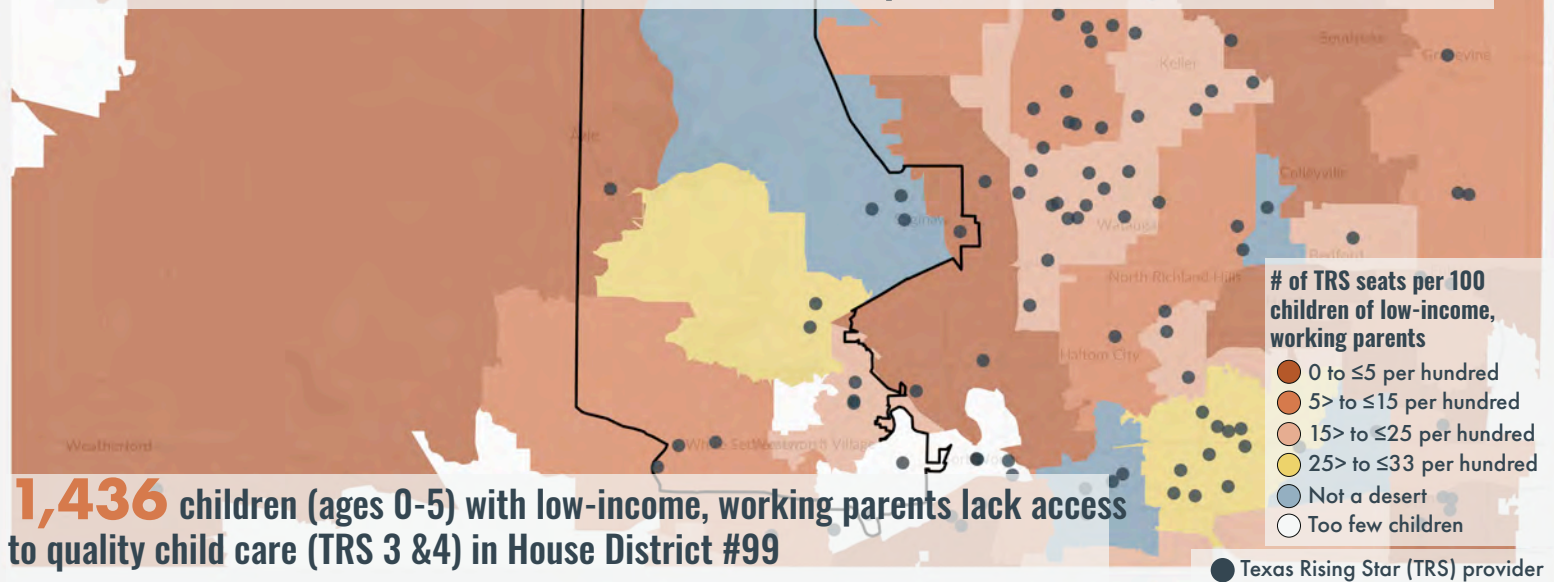 Southlake
Grapevine
Keller
Azle
Colleyville
Saginaw
Watauga
Bedford
North Richland Hills
Haltom City
Weatherford
White Settlement
Westworth Village
Fort Worth
# of TRS seats per 100
children of low-income,
working parents
0 to ≤5 per hundred
5> to ≤15 per hundred
15> to ≤25 per hundred
25> to ≤33 per hundred
Not a desert
Too few children
1,436 children (ages 0-5) with low-income, working parents lack access
to quality child care (TRS 3 &4) in House District #99
Texas Rising Star (TRS) provider